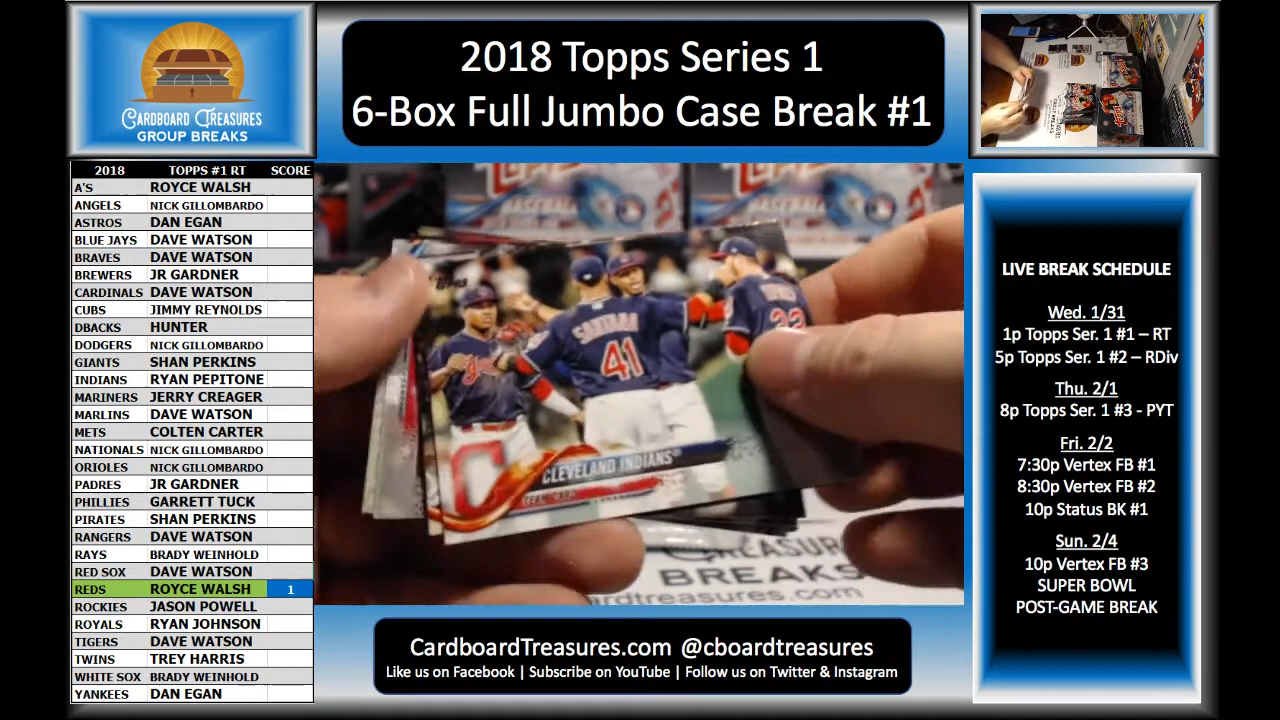 CARDBOARD TREASURES
GROUP BREAKS
2018 Topps Series 1
6-Box Full Jumbo Case Break #1
2018 TOPPS #1 RT SCORE
A'S ROYCE WALSH
ANGELS NICK GILLOMBARDO
ASTROS DAN EGAN
BLUE JAYS DAVE WATSON
BRAVES DAVE WATSON
BREWERS JR GARDNER
CARDINALS DAVE WATSON
CUBS JIMMY REYNOLDS
DBACKS HUNTER
DODGERS NICK GILLOMBARDO
GIANTS SHAN PERKINS
INDIANS RYAN PEPITONE
MARINERS JERRY CREAGER
MARLINS DAVE WATSON
METS COLTEN CARTER
NATIONALS NICK GILLOMBARDO
ORIOLES NICK GILLOMBARDO
PADRES JR GARDNER
PHILLIES GARRETT TUCK
PIRATES SHAN PERKINS
RANGERS DAVE WATSON
RAYS BRADY WEINHOLD
RED SOX DAVE WATSON
REDS ROYCE WALSH 1
ROCKIES JASON POWELL
ROYALS RYAN JOHNSON
TIGERS DAVE WATSON
TWINS TREY HARRIS
WHITE SOX BRADY WEINHOLD
YANKEES DAN EGAN
Topps
SANTANA
41
CLEVELAND INDIANS®
TEAM CARD
TREASURES
BREAKS
CardboardTreasures.com @cboardtreasures
Like us on Facebook | Subscribe on YouTube | Follow us on Twitter & Instagram
LIVE BREAK SCHEDULE
Wed. 1/31
1p Topps Ser. 1 #1 – RT
5p Topps Ser. 1 #2 – RDiv
Thu. 2/1
8p Topps Ser. 1 #3 - PYT
Fri. 2/2
7:30p Vertex FB #1
8:30p Vertex FB #2
10p Status BK #1
Sun. 2/4
10p Vertex FB #3
SUPER BOWL
POST-GAME BREAK